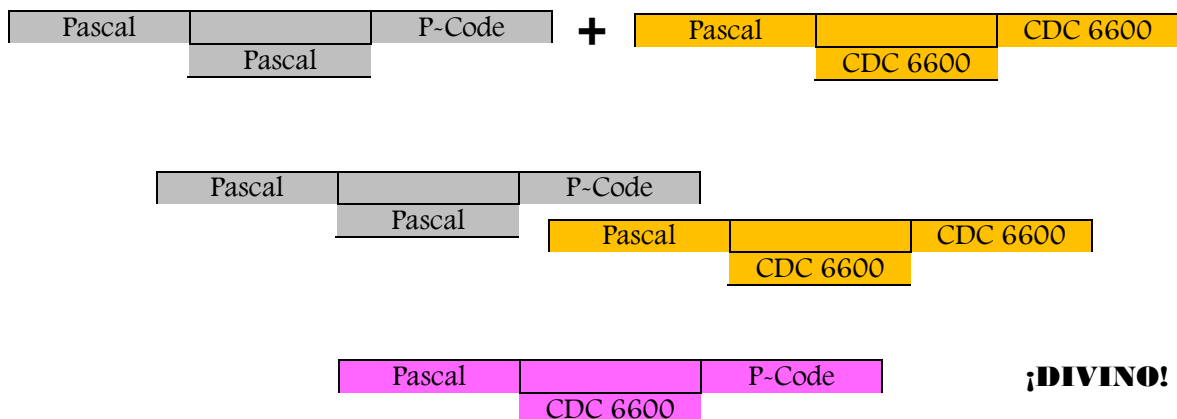 Pascal P-Code + Pascal CDC 6600
Pascal CDC 6600
Pascal P-Code
Pascal Pascal CDC 6600
CDC 6600
Pascal P-Code
CDC 6600 ¡DIVINO!